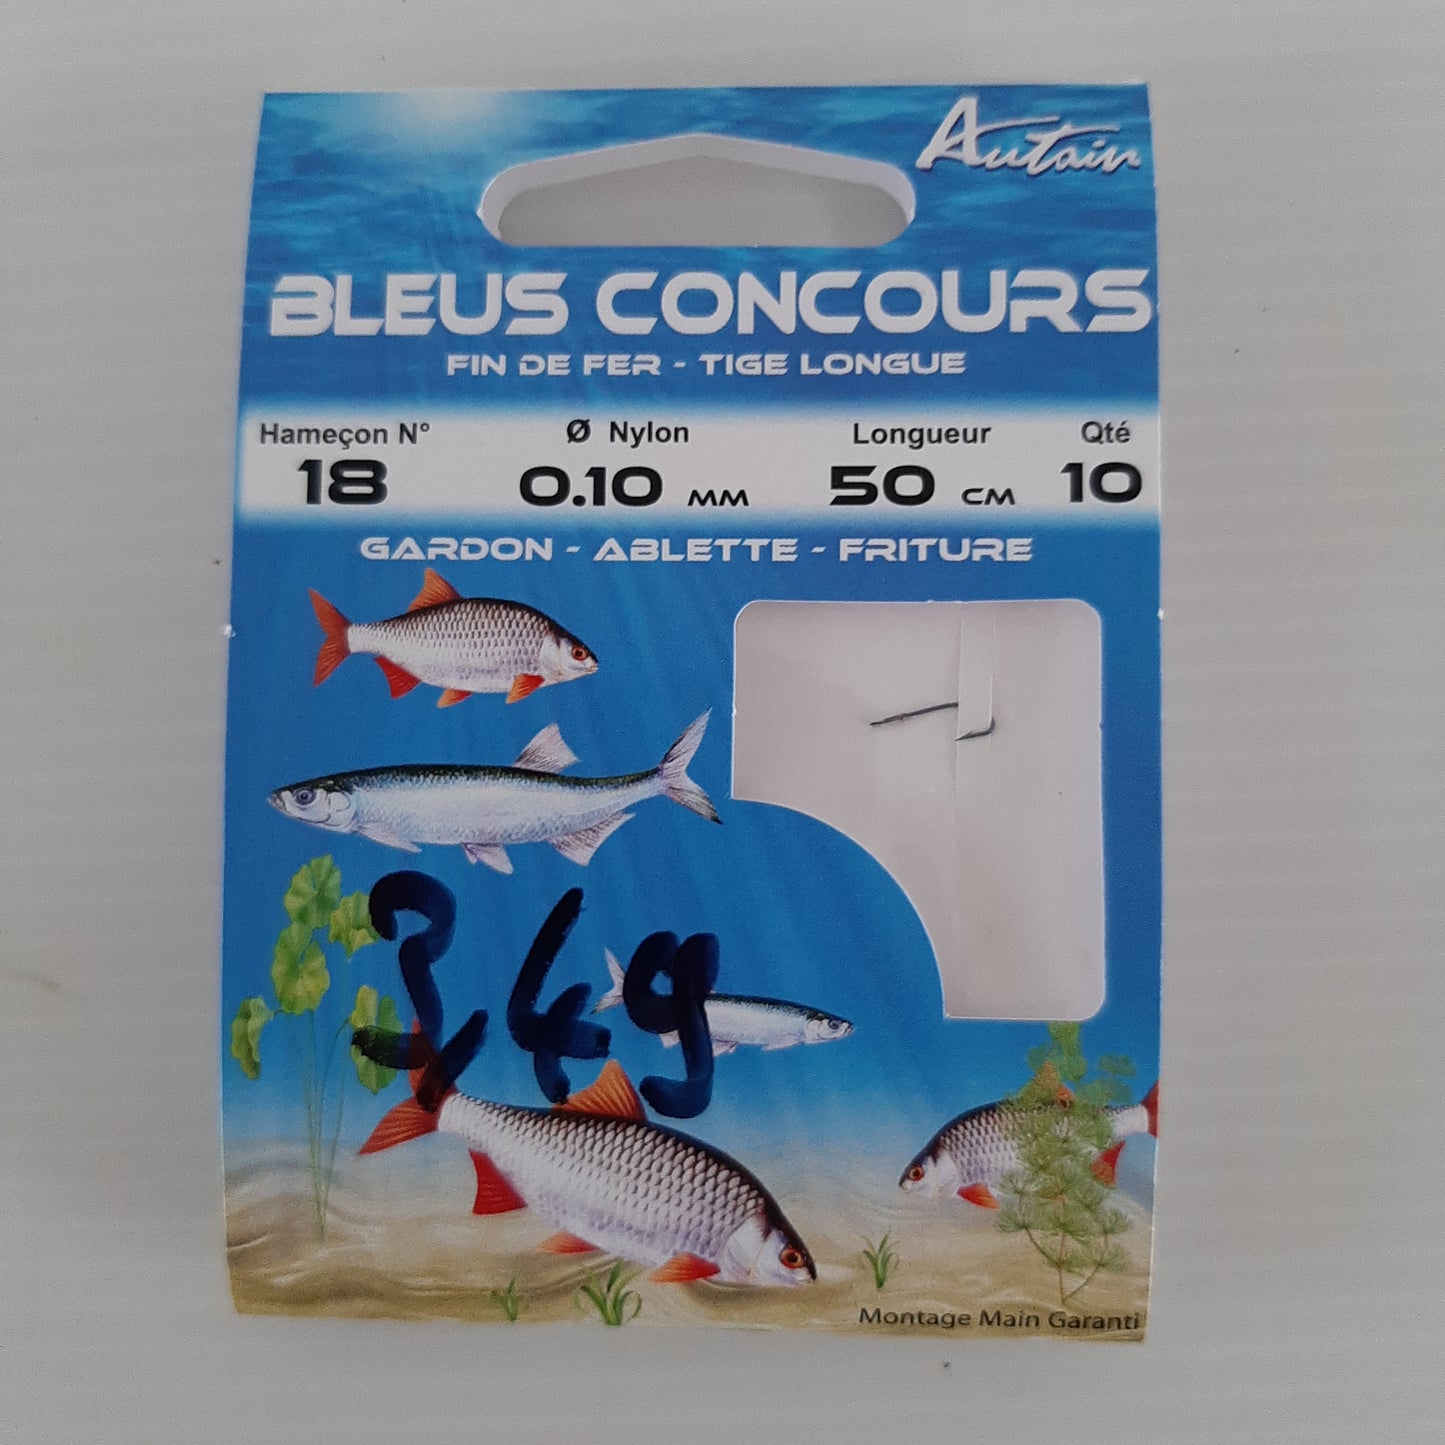 Autain
BLEUS CONCOURS
FIN DE FER - TIGE LONGUE
Hameçon N° Ø Nylon Longueur Qté
18 0.10 MM 50 CM 10
GARDON - ABLETTE - FRITURE
Montage Main Garanti